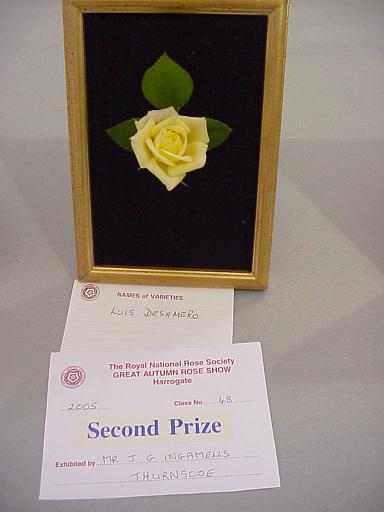 NAMES of VARIETIES
LUIS DESAMERO
The Royal National Rose Society
GREAT AUTUMN ROSE SHOW
Harrogate
2005 Class No 48
Second Prize
Exhibited by MR J G INGAMELLS
THURNSCOE